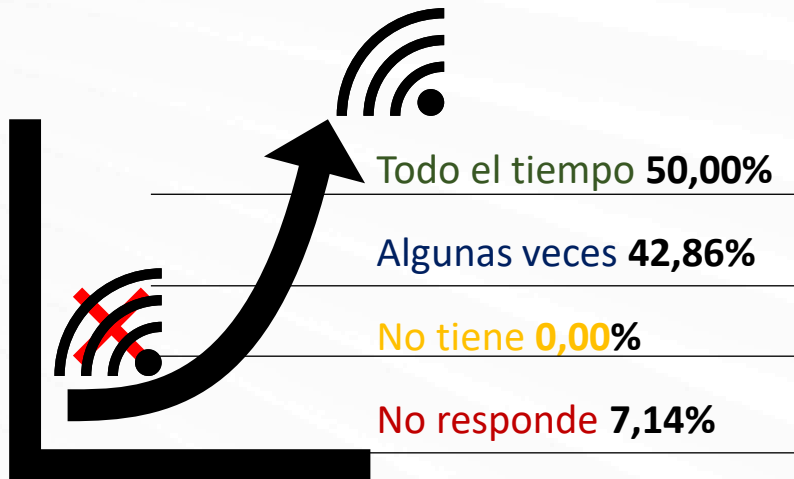 Todo el tiempo 50,00%
Algunas veces 42,86%
No tiene 0,00%
No responde 7,14%